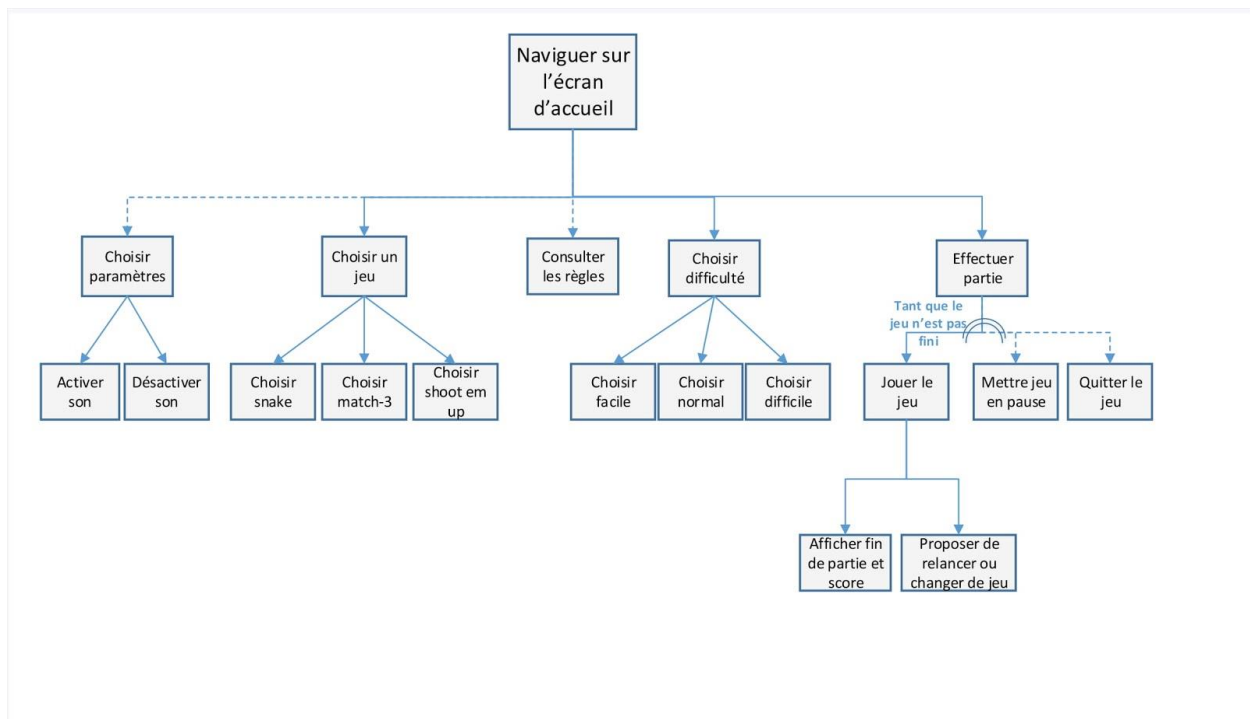 Naviguer sur
l’écran
d’accueil
Choisir
paramètres
Choisir un
jeu
Consulter
les règles
Choisir
difficulté
Effectuer
partie
Tant que le
jeu n’est pas
fini
Activer
son
Désactiver
son
Choisir
snake
Choisir
match-3
Choisir
shoot em
up
Choisir
facile
Choisir
normal
Choisir
difficile
Jouer le
jeu
Mettre jeu
en pause
Quitter le
jeu
Afficher fin
de partie et
score
Proposer de
relancer ou
changer de jeu